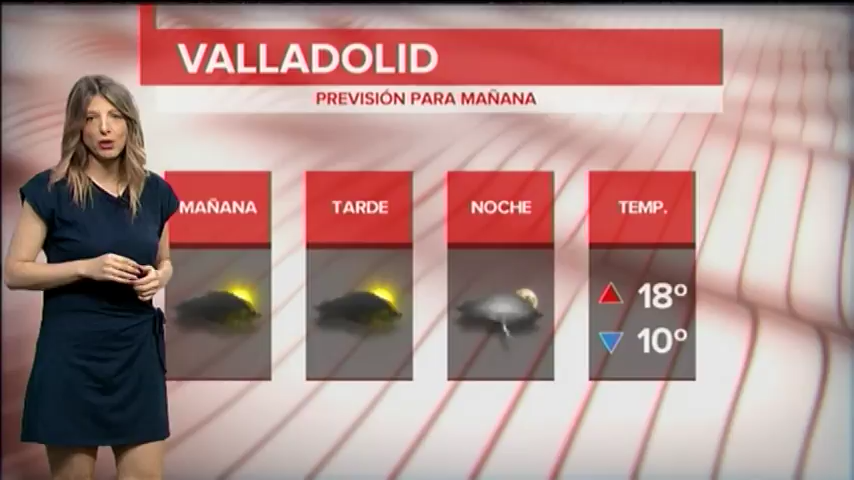 VALLADOLID
PREVISIÓN PARA MAÑANA
MAÑANA
TARDE
NOCHE
TEMP.
18º
10º